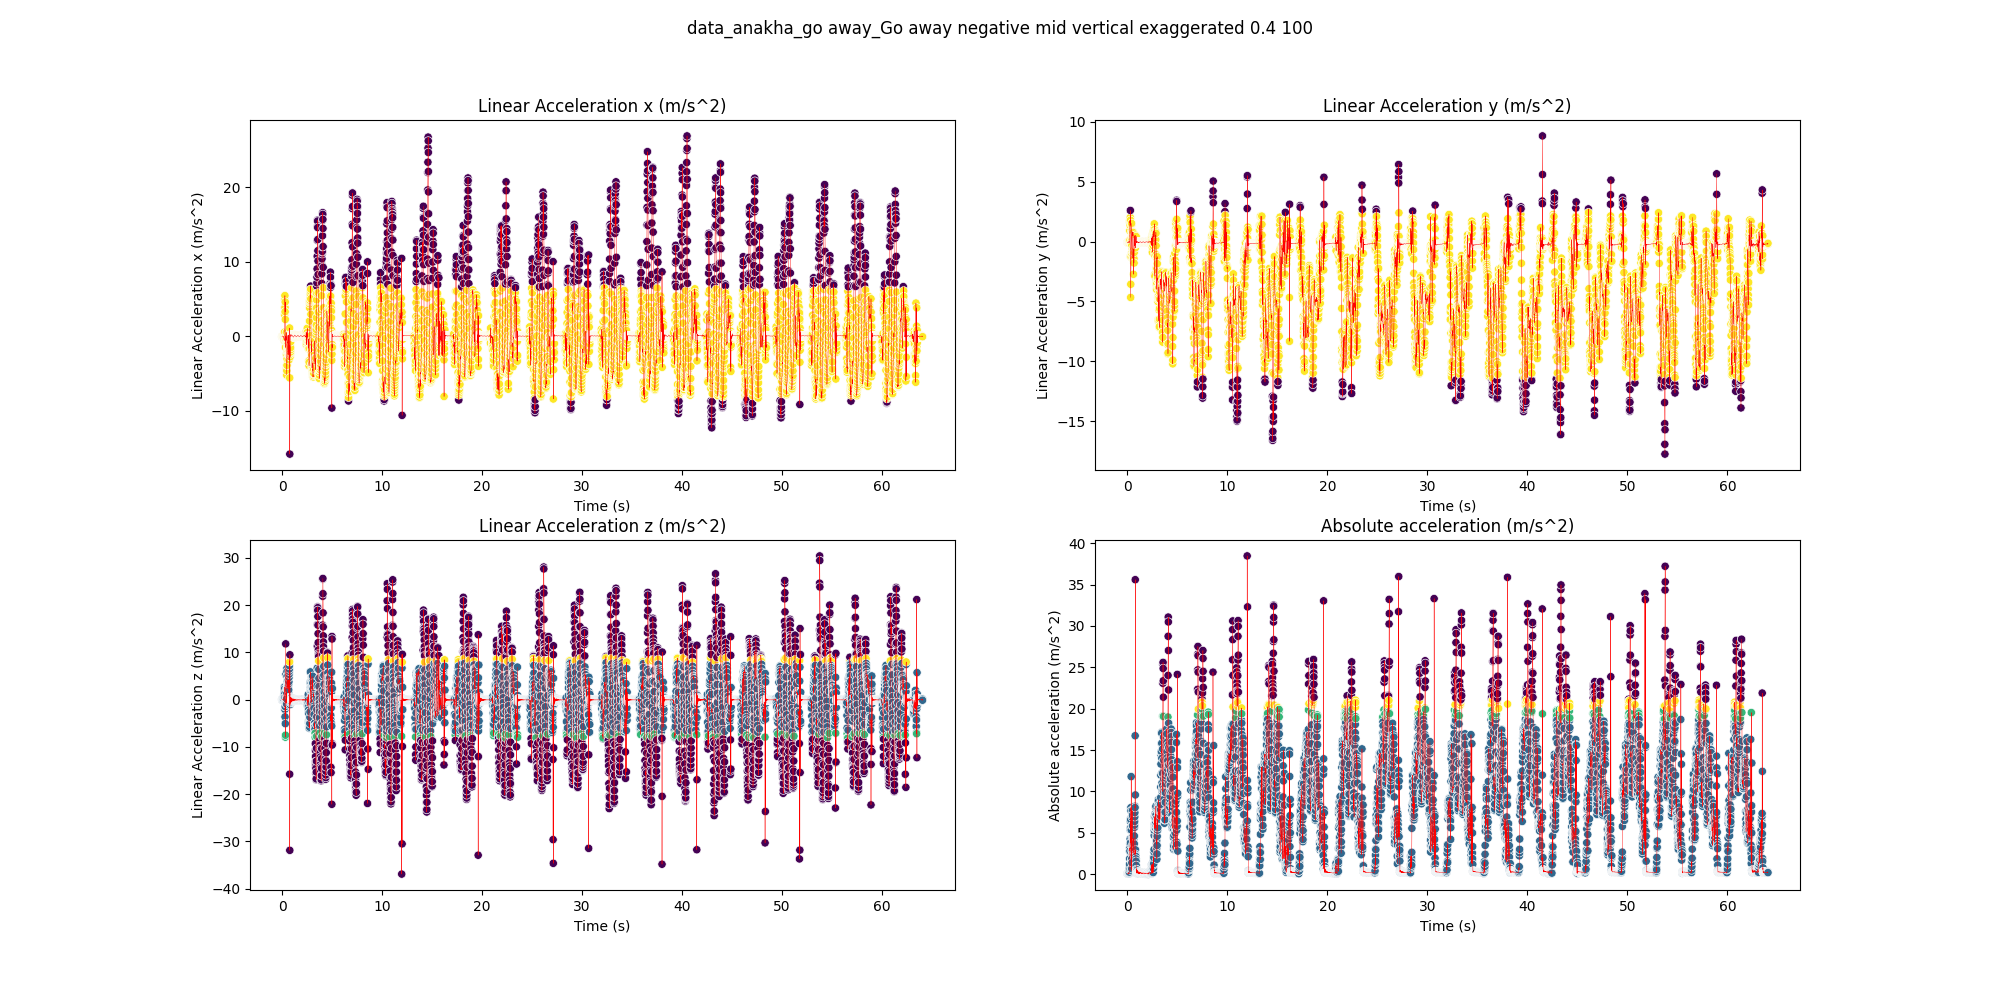 data_anakha_go away_Go away negative mid vertical exaggerated 0.4 100
Linear Acceleration x (m/s^2)
Linear Acceleration x (m/s^2)
20
10
0
−10
0 10 20 30 40 50 60
Time (s)
Linear Acceleration y (m/s^2)
Linear Acceleration y (m/s^2)
10
5
0
−5
−10
−15
0 10 20 30 40 50 60
Time (s)
Linear Acceleration z (m/s^2)
Linear Acceleration z (m/s^2)
30
20
10
0
−10
−20
−30
−40
0 10 20 30 40 50 60
Time (s)
Absolute acceleration (m/s^2)
Absolute acceleration (m/s^2)
40
35
30
25
20
15
10
5
0
0 10 20 30 40 50 60
Time (s)